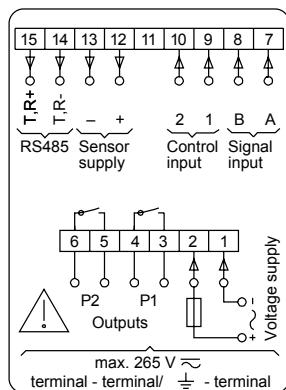 15 14 13 12 11 10 9 8 7
T,R+ T,R- – + 2 1 B A
RS485 Sensor supply Control input Signal input
6 5 4 3 2 1
P2 P1
Outputs
- +
Voltage supply
max. 265 V
terminal - terminal/ - terminal